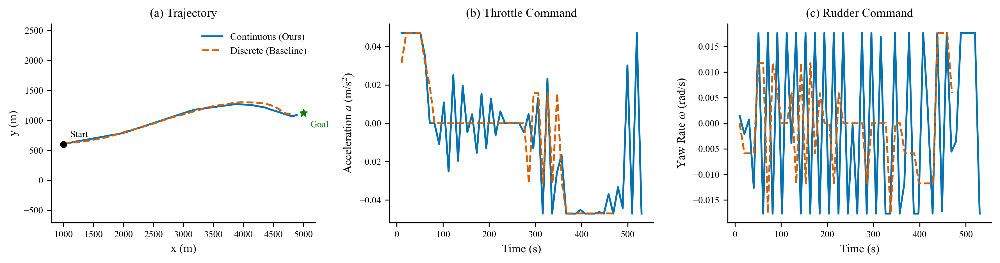 (a) Trajectory
2500
2000
1500
1000
500
0
−500
y (m)
Continuous (Ours)
Discrete (Baseline)
Start
Goal
1000 1500 2000 2500 3000 3500 4000 4500 5000
x (m)
(b) Throttle Command
0.04
0.02
0.00
−0.02
−0.04
Acceleration a (m/s²)
0 100 200 300 400 500
Time (s)
(c) Rudder Command
0.015
0.010
0.005
0.000
−0.005
−0.010
−0.015
Yaw Rate ω (rad/s)
0 100 200 300 400 500
Time (s)